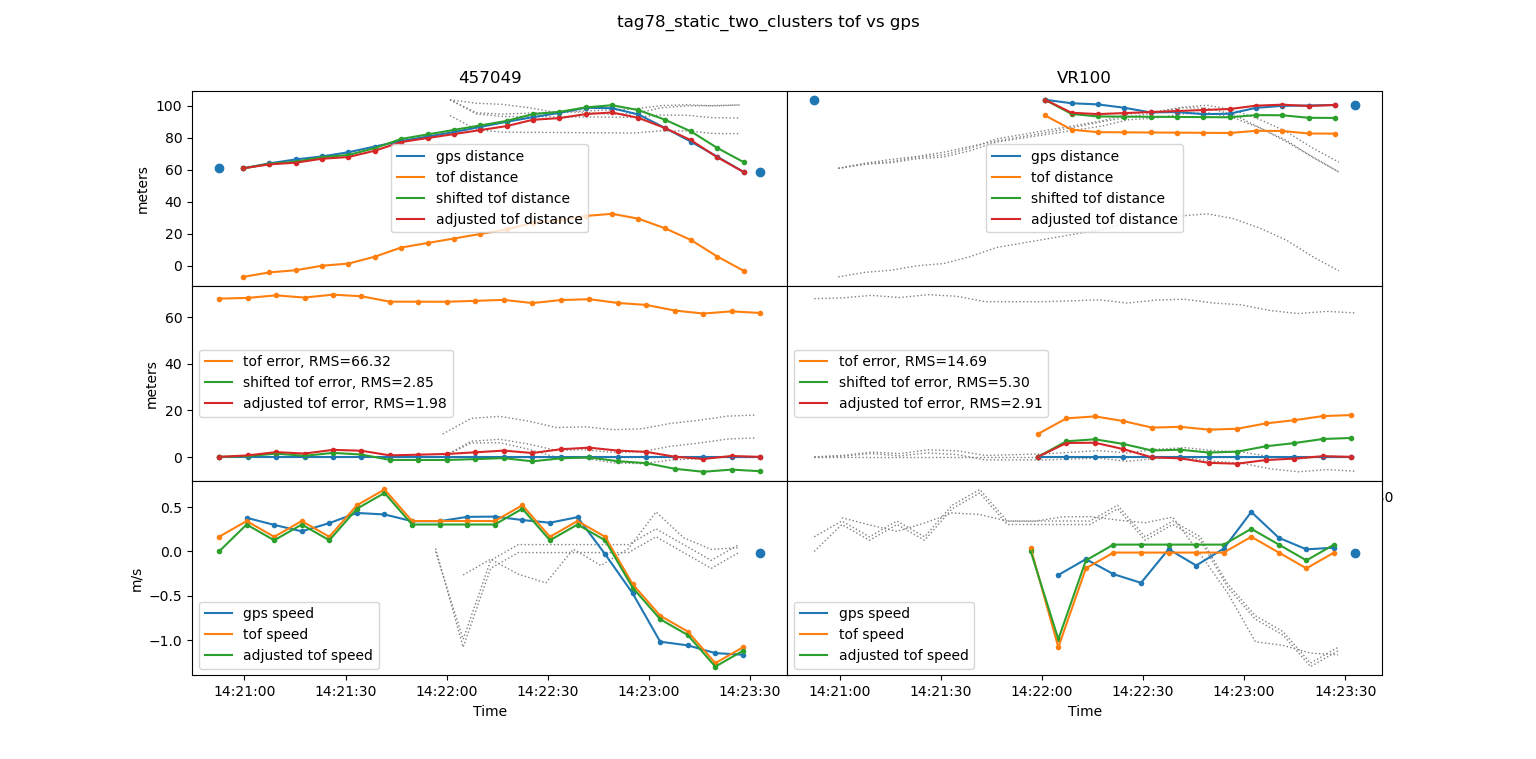 tag78_static_two_clusters tof vs gps
457049
VR100
100
80
60
40
20
0
meters
gps distance
tof distance
shifted tof distance
adjusted tof distance
gps distance
tof distance
shifted tof distance
adjusted tof distance
60
40
20
0
meters
tof error, RMS=66.32
shifted tof error, RMS=2.85
adjusted tof error, RMS=1.98
tof error, RMS=14.69
shifted tof error, RMS=5.30
adjusted tof error, RMS=2.91
0.5
0.0
−0.5
−1.0
m/s
gps speed
tof speed
adjusted tof speed
gps speed
tof speed
adjusted tof speed
14:21:00 14:21:30 14:22:00 14:22:30 14:23:00 14:23:30
14:21:00 14:21:30 14:22:00 14:22:30 14:23:00 14:23:30
Time
Time